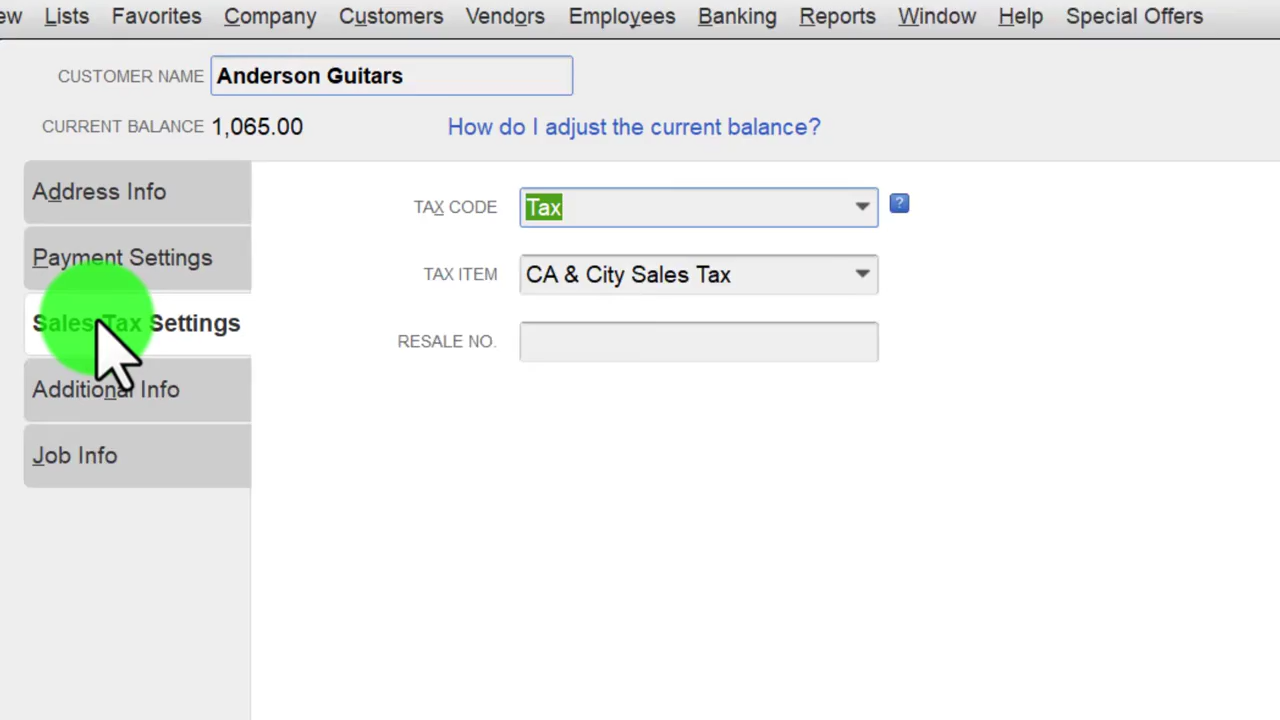 ew Lists Favorites Company Customers Vendors Employees Banking Reports Window Help Special Offers
CUSTOMER NAME Anderson Guitars
CURRENT BALANCE 1,065.00 How do I adjust the current balance?
Address Info
Payment Settings
Sales Tax Settings
Additional Info
Job Info
TAX CODE Tax ?
TAX ITEM CA & City Sales Tax
RESALE NO.